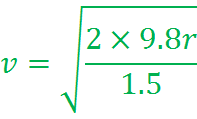 v = √((2 × 9.8r)/1.5)